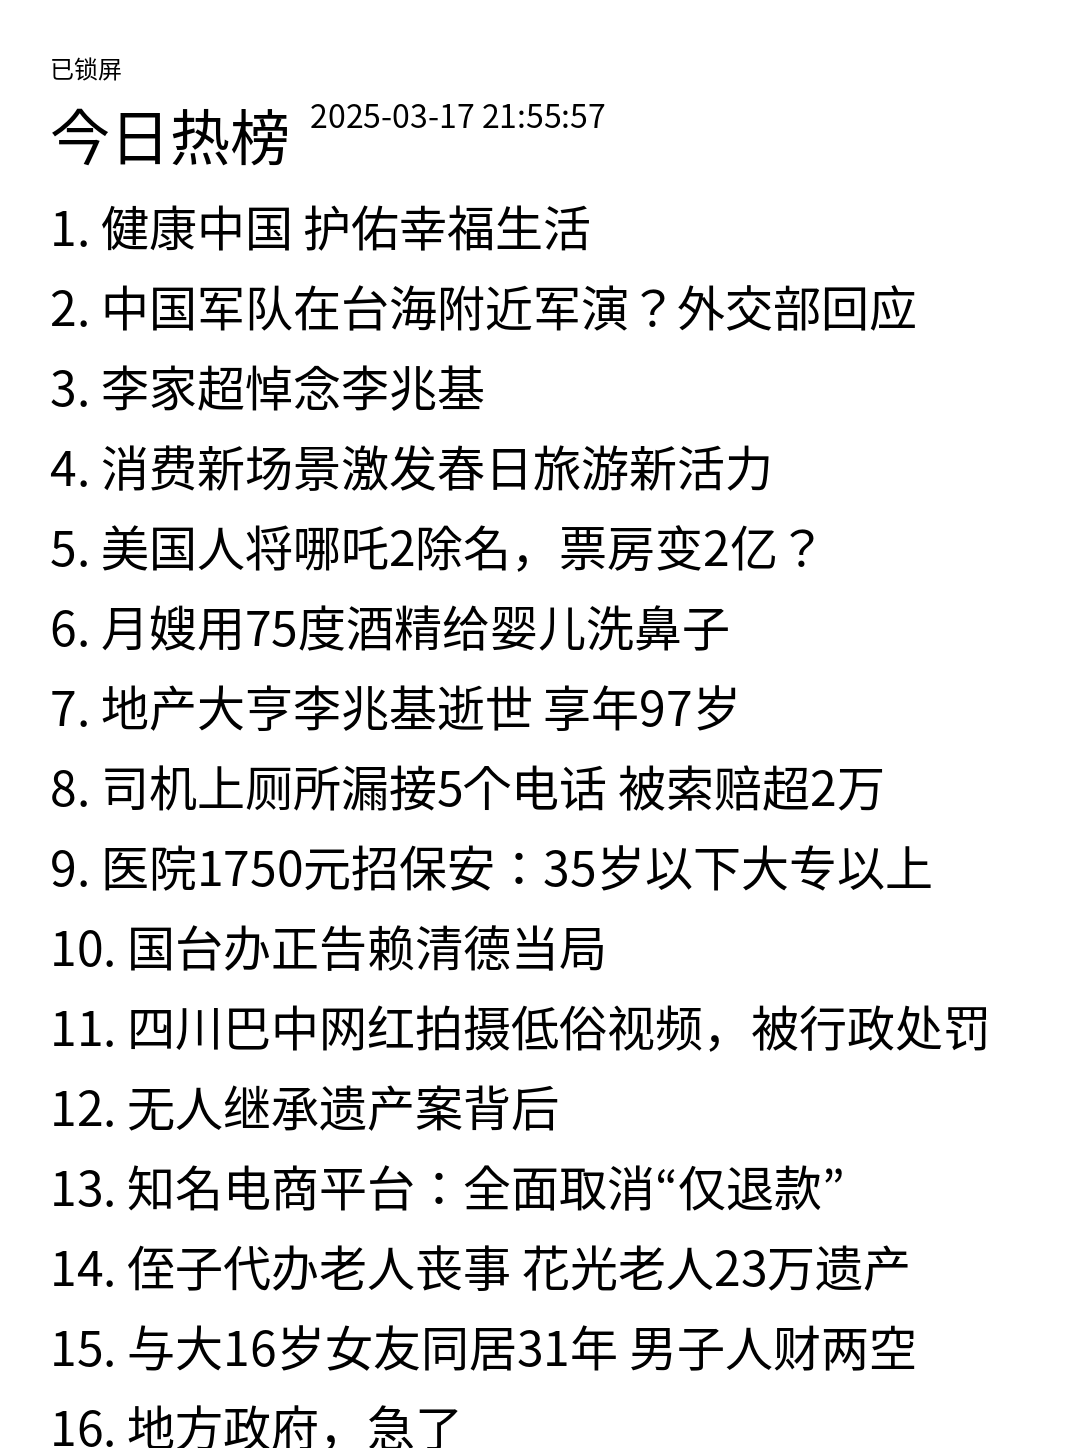 已锁屏
今日热榜 2025-03-17 21:55:57
1. 健康中国 护佑幸福生活
2. 中国军队在台海附近军演？外交部回应
3. 李家超悼念李兆基
4. 消费新场景激发春日旅游新活力
5. 美国人将哪吒2除名，票房变2亿？
6. 月嫂用75度酒精给婴儿洗鼻子
7. 地产大亨李兆基逝世 享年97岁
8. 司机上厕所漏接5个电话 被索赔超2万
9. 医院1750元招保安：35岁以下大专以上
10. 国台办正告赖清德当局
11. 四川巴中网红拍摄低俗视频，被行政处罚
12. 无人继承遗产案背后
13. 知名电商平台：全面取消“仅退款”
14. 侄子代办老人丧事 花光老人23万遗产
15. 与大16岁女友同居31年 男子人财两空
16. 地方政府，急了